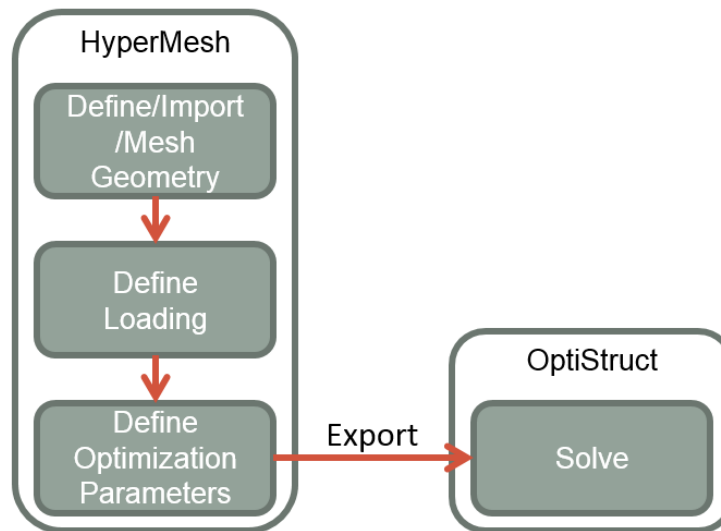 HyperMesh
Define/Import
/Mesh
Geometry
Define
Loading
Define
Optimization
Parameters
Export
OptiStruct
Solve